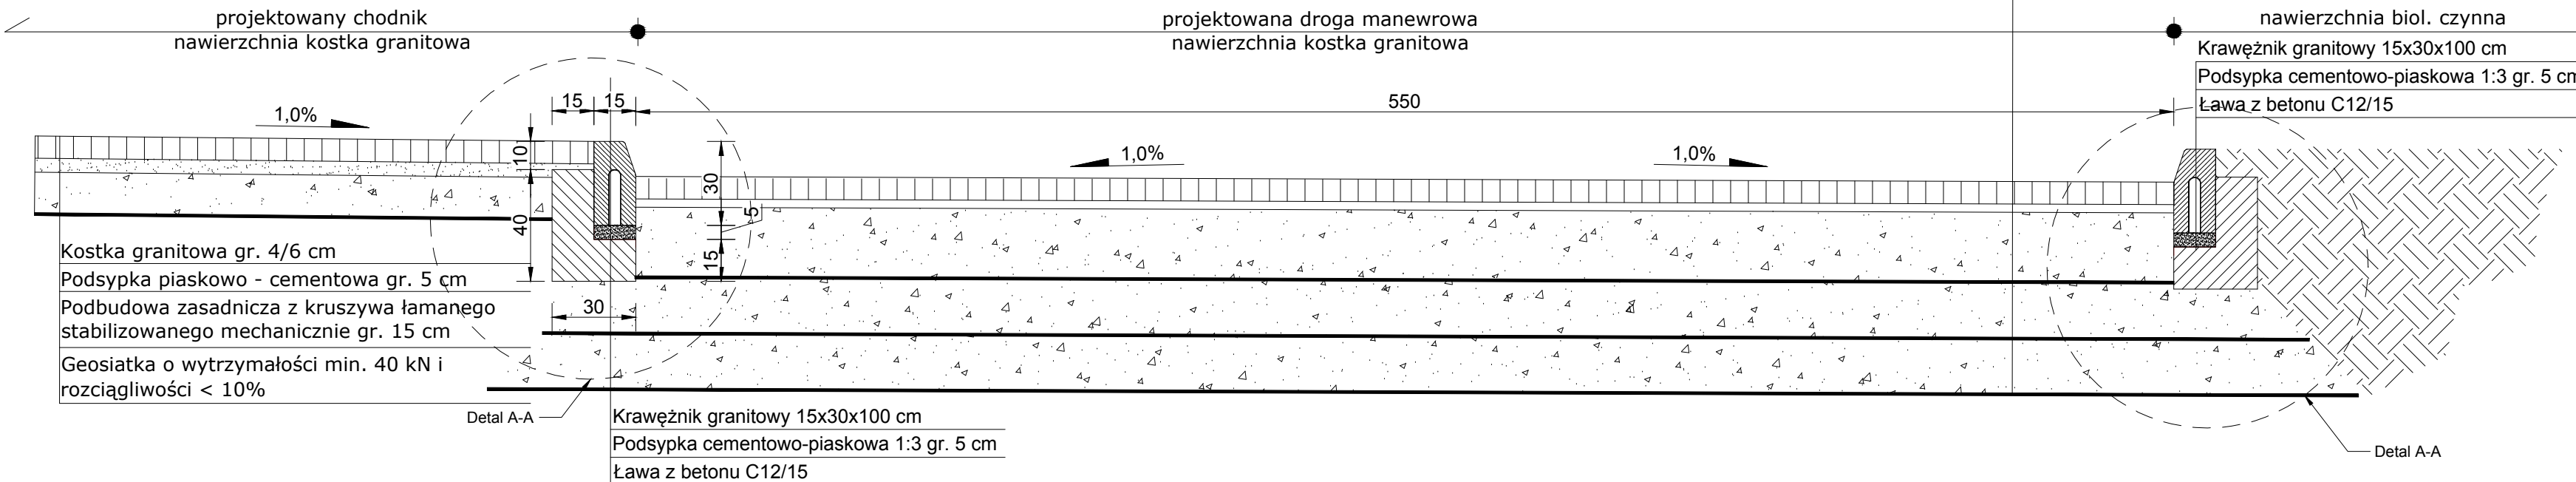 projektowany chodnik
nawierzchnia kostka granitowa
projektowana droga manewrowa
nawierzchnia kostka granitowa
nawierzchnia biol. czynna
Krawężnik granitowy 15x30x100 cm
Podsypka cementowo-piaskowa 1:3 gr. 5 cm
Ława z betonu C12/15
1,0%
15
15
550
1,0%
1,0%
10
40
30
5
15
30
Kostka granitowa gr. 4/6 cm
Podsypka piaskowo - cementowa gr. 5 cm
Podbudowa zasadnicza z kruszywa łamanego
stabilizowanego mechanicznie gr. 15 cm
Geosiatka o wytrzymałości min. 40 kN i
rozciągliwości < 10%
Detal A-A
Krawężnik granitowy 15x30x100 cm
Podsypka cementowo-piaskowa 1:3 gr. 5 cm
Ława z betonu C12/15
Detal A-A